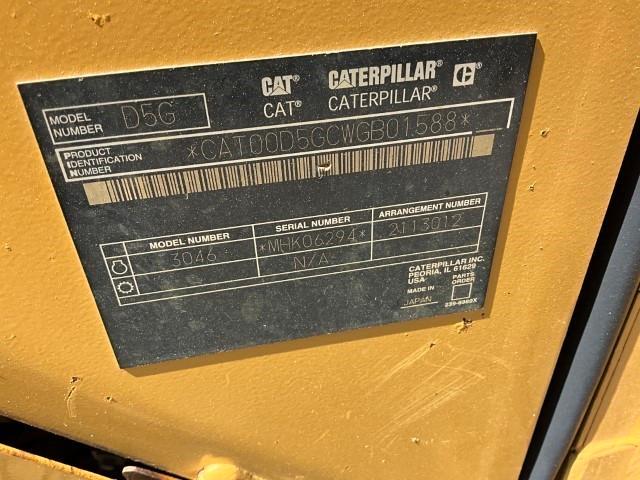 CAT® CATERPILLAR® C®
CAT® CATERPILLAR®
MODEL NUMBER D5G
PRODUCT IDENTIFICATION NUMBER *CAT00D5GCWGB01588*
MODEL NUMBER SERIAL NUMBER ARRANGEMENT NUMBER
3046 *MHK06294* 2113012
N/A
CATERPILLAR INC.
PEORIA, IL 61629
USA
PARTS ORDER
MADE IN
JAPAN